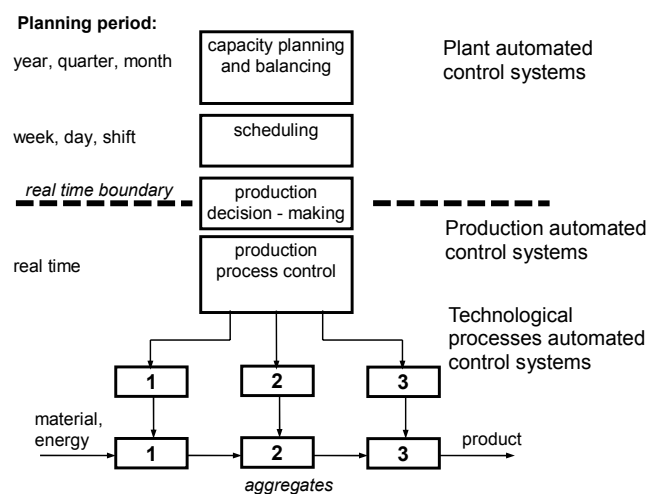 Planning period:
year, quarter, month
capacity planning
and balancing
Plant automated
control systems
week, day, shift
scheduling
real time boundary
production
decision - making
Production automated
control systems
real time
production
process control
Technological
processes automated
control systems
1
2
3
material,
energy
1
2
3
product
aggregates